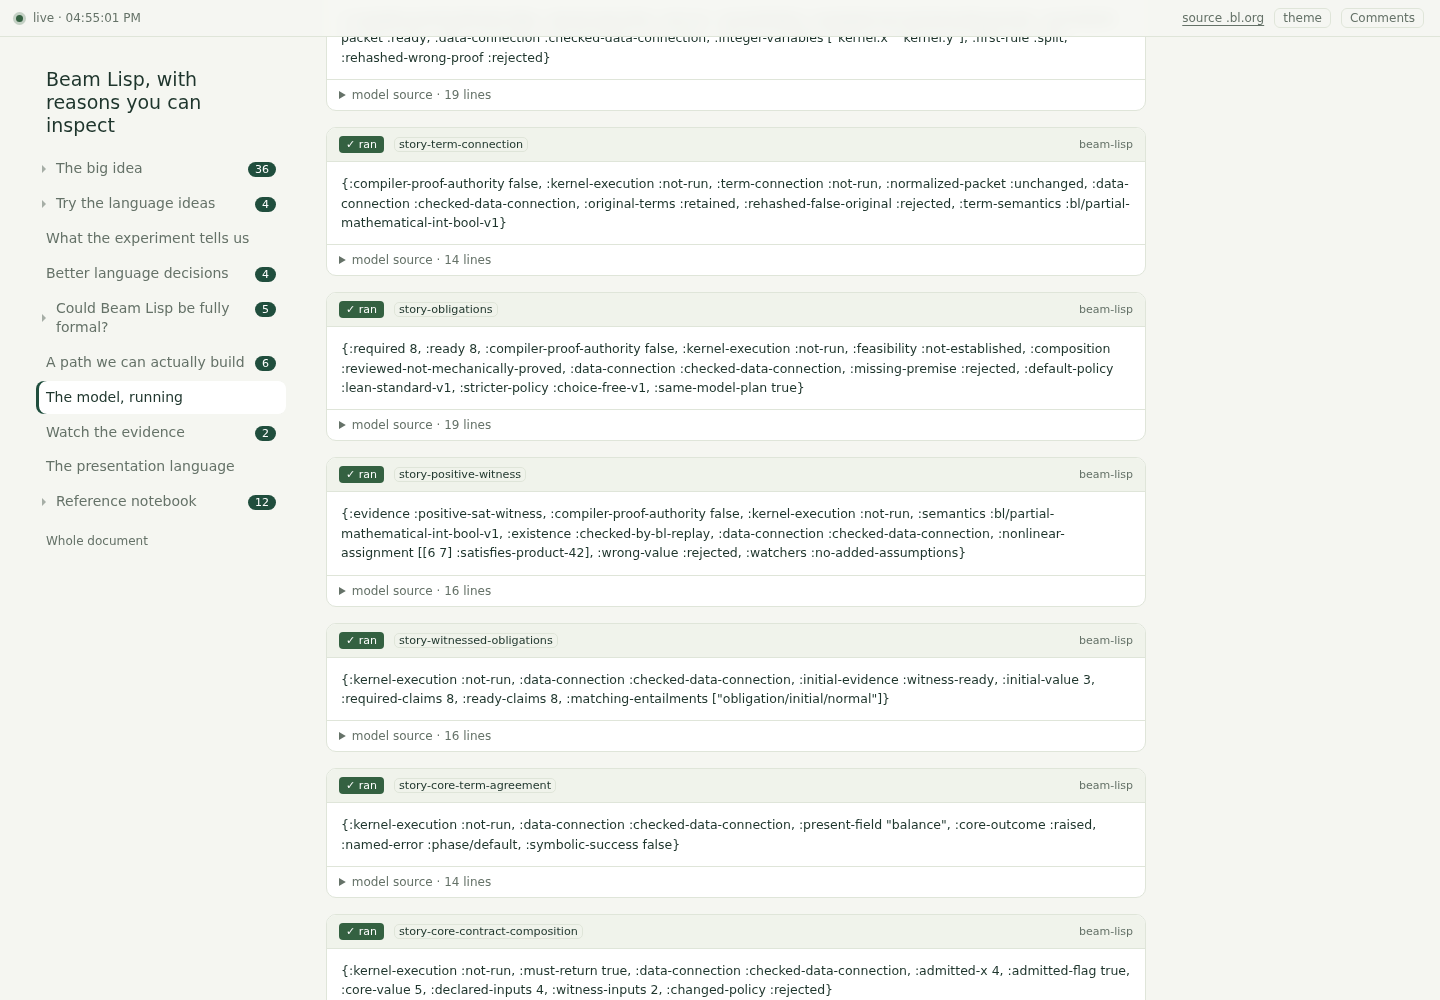 live · 04:55:01 PM
source .bl.org
theme
Comments
Beam Lisp, with
reasons you can
inspect
The big idea 36
Try the language ideas 4
What the experiment tells us
Better language decisions 4
Could Beam Lisp be fully 5
formal?
A path we can actually build 6
The model, running
Watch the evidence 2
The presentation language
Reference notebook 12
Whole document
packet :ready, :data-connection :checked-data-connection, :integer-variables ["kernel.x" "kernel.y"], :first-rule :split,
:rehashed-wrong-proof :rejected}
model source · 19 lines
✓ ran story-term-connection beam-lisp
{:compiler-proof-authority false, :kernel-execution :not-run, :term-connection :not-run, :normalized-packet :unchanged, :data-
connection :checked-data-connection, :original-terms :retained, :rehashed-false-original :rejected, :term-semantics :bl/partial-
mathematical-int-bool-v1}
model source · 14 lines
✓ ran story-obligations beam-lisp
{:required 8, :ready 8, :compiler-proof-authority false, :kernel-execution :not-run, :feasibility :not-established, :composition
:reviewed-not-mechanically-proved, :data-connection :checked-data-connection, :missing-premise :rejected, :default-policy
:lean-standard-v1, :stricter-policy :choice-free-v1, :same-model-plan true}
model source · 19 lines
✓ ran story-positive-witness beam-lisp
{:evidence :positive-sat-witness, :compiler-proof-authority false, :kernel-execution :not-run, :semantics :bl/partial-
mathematical-int-bool-v1, :existence :checked-by-bl-replay, :data-connection :checked-data-connection, :nonlinear-
assignment [[6 7] :satisfies-product-42], :wrong-value :rejected, :watchers :no-added-assumptions}
model source · 16 lines
✓ ran story-witnessed-obligations beam-lisp
{:kernel-execution :not-run, :data-connection :checked-data-connection, :initial-evidence :witness-ready, :initial-value 3,
:required-claims 8, :ready-claims 8, :matching-entailments ["obligation/initial/normal"]}
model source · 16 lines
✓ ran story-core-term-agreement beam-lisp
{:kernel-execution :not-run, :data-connection :checked-data-connection, :present-field "balance", :core-outcome :raised,
:named-error :phase/default, :symbolic-success false}
model source · 14 lines
✓ ran story-core-contract-composition beam-lisp
{:kernel-execution :not-run, :must-return true, :data-connection :checked-data-connection, :admitted-x 4, :admitted-flag true,
:core-value 5, :declared-inputs 4, :witness-inputs 2, :changed-policy :rejected}